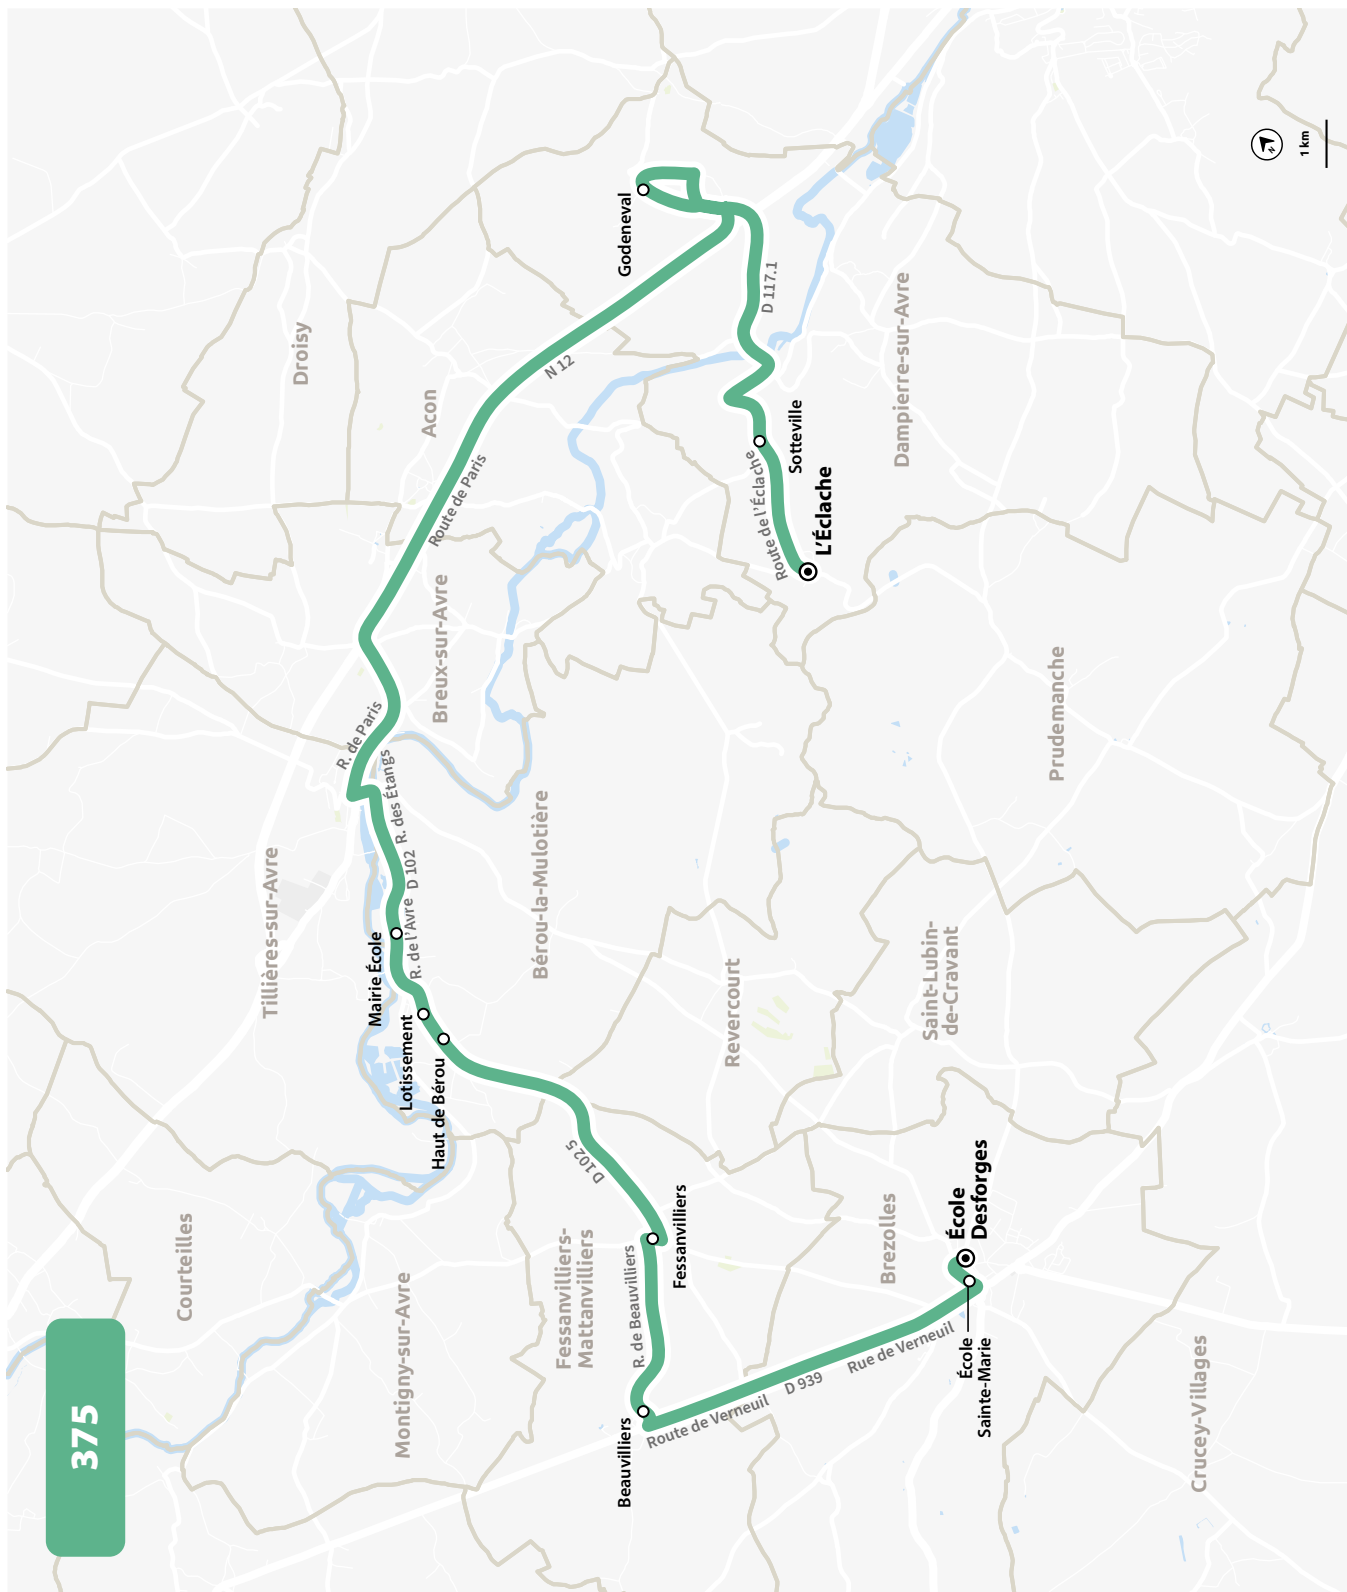 375
Courteilles
Montigny-sur-Avre
Tillières-sur-Avre
Droisy
Acon
Breux-sur-Avre
Bérou-la-Mulotière
Fessanvilliers-
Mattanvilliers
Revercourt
Saint-Lubin-
de-Cravant
Brezolles
Crucey-Villages
Prudemanche
Dampierre-sur-Avre
Godeneval
D 117.1
N 12
Route de Paris
Sotteville
Route de l'Éclache
L'Éclache
R. de Paris
R. des Étangs
D 102
R. de l'Avre
Mairie École
Lotissement
Haut de Bérou
D 102 5
Fessanvilliers
R. de Beauvilliers
Beauvilliers
Route de Verneuil
D 939
Rue de Verneuil
École
Sainte-Marie
École
Desforges
N
1 km